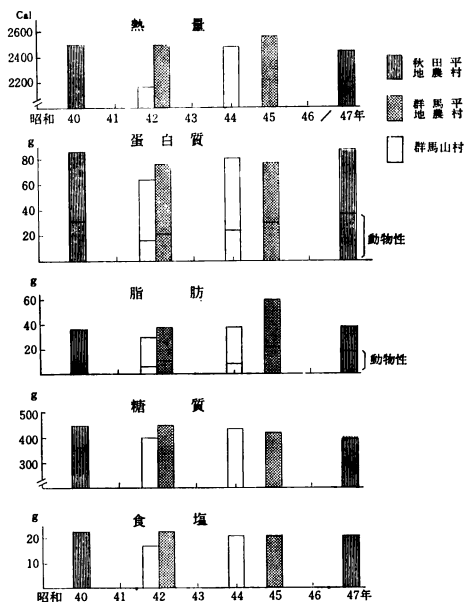 Cal
熱 量
2600
2400
2200
昭和 40 41 42 43 44 45 46 / 47年
秋田平
地農村
群馬平
地農村
群馬山村
g
蛋 白 質
80
60
40
20
動物性
g
脂 肪
60
40
20
動物性
g
糖 質
500
400
300
g
食 塩
20
10
昭和 40 41 42 43 44 45 46 47年